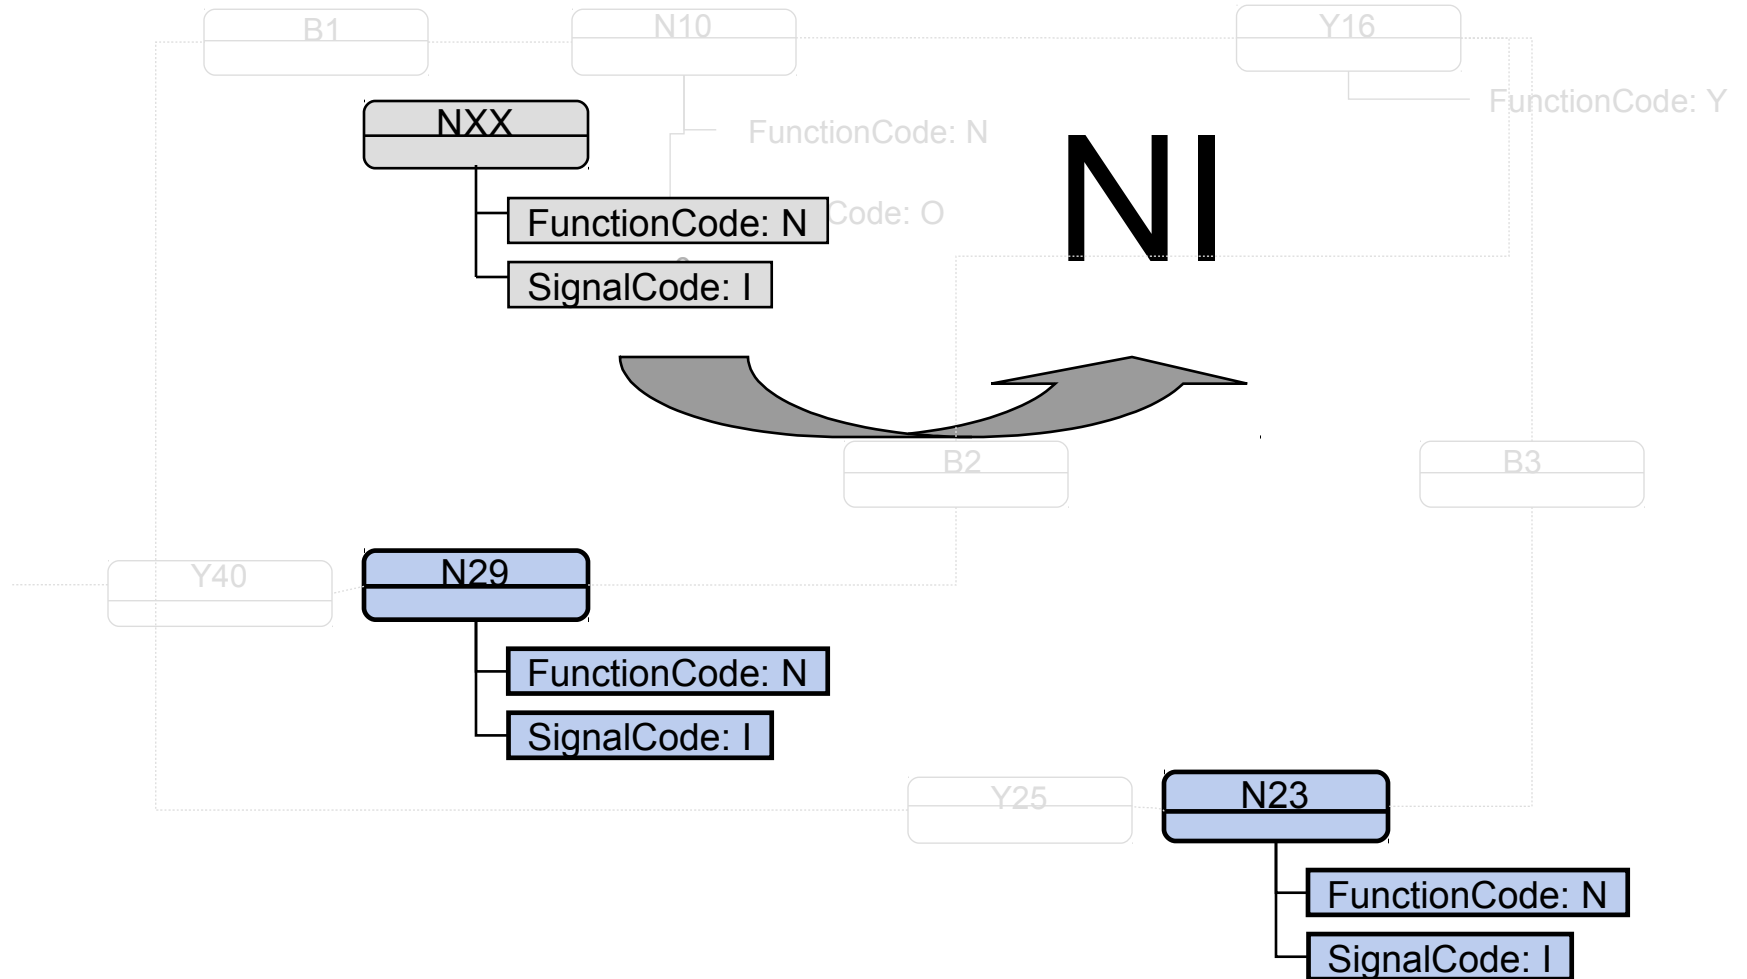 B1
N10
Y16
NXX
FunctionCode: N
FunctionCode: Y
NI
FunctionCode: N
Code: O
SignalCode: I
B2
B3
Y40
N29
FunctionCode: N
SignalCode: I
Y25
N23
FunctionCode: N
SignalCode: I